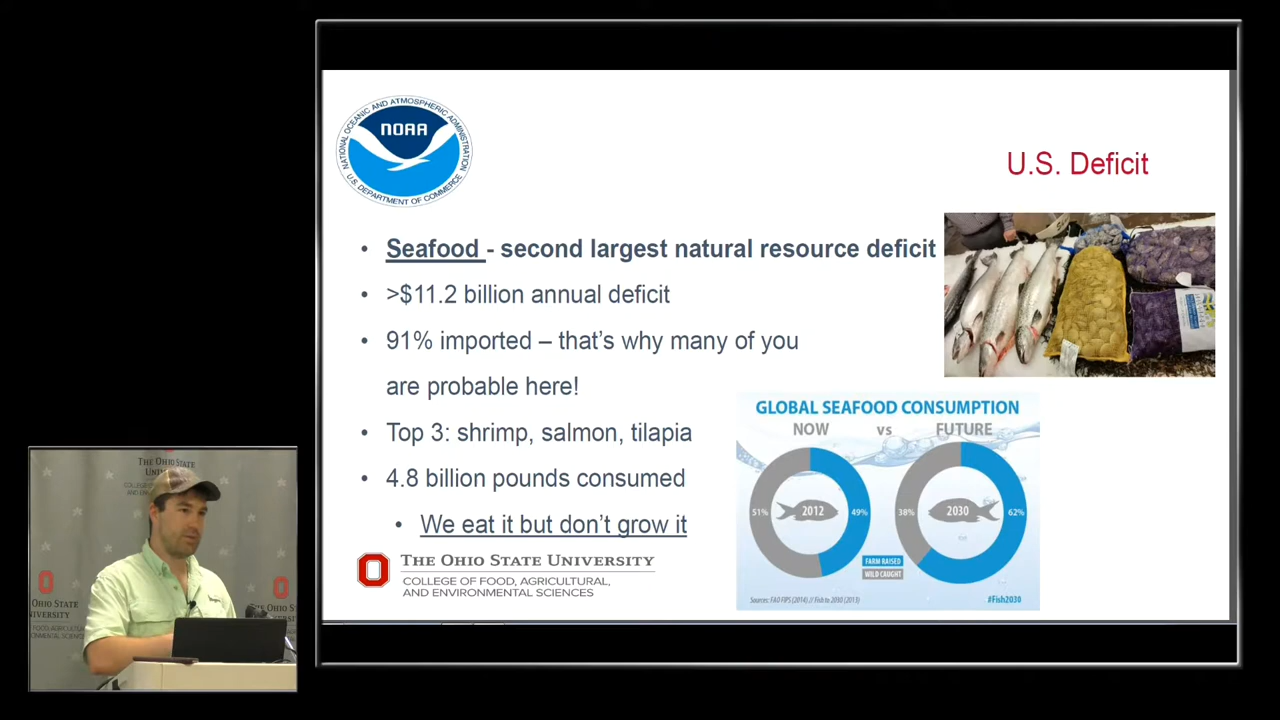 NATIONAL OCEANIC AND ATMOSPHERIC ADMINISTRATION
NOAA
U.S. DEPARTMENT OF COMMERCE
U.S. Deficit
• Seafood - second largest natural resource deficit
• >$11.2 billion annual deficit
• 91% imported – that's why many of you
are probable here!
• Top 3: shrimp, salmon, tilapia
• 4.8 billion pounds consumed
• We eat it but don't grow it
THE OHIO STATE UNIVERSITY
COLLEGE OF FOOD, AGRICULTURAL,
AND ENVIRONMENTAL SCIENCES
GLOBAL SEAFOOD CONSUMPTION
NOW vs FUTURE
51% 2012 49% 38% 2030 62%
FARM RAISED
WILD CAUGHT
Sources: FAO FIPS (2014) // Fish to 2030 (2013)
#Fish2030
THE OHIO STATE